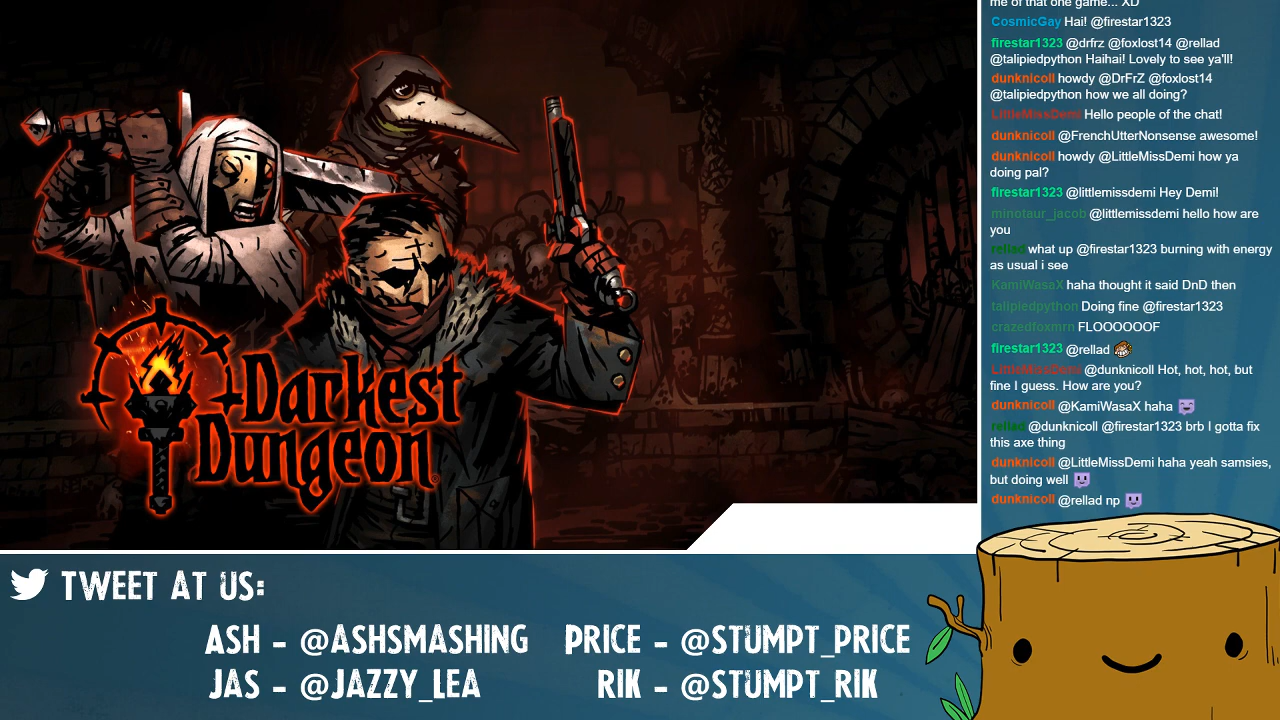 Darkest
Dungeon
TWEET AT US:
ASH - @ASHSMASHING
PRICE - @STUMPT_PRICE
JAS - @JAZZY_LEA
RIK - @STUMPT_RIK
me of that one game... XD
CosmicGay Hai! @firestar1323
firestar1323 @drfrz @foxlost14 @rellad
@talipiedpython Haihai! Lovely to see ya'll!
dunknicoll howdy @DrFrZ @foxlost14
@talipiedpython how we all doing?
LittleMissDemi Hello people of the chat!
dunknicoll @FrenchUtterNonsense awesome!
dunknicoll howdy @LittleMissDemi how ya
doing pal?
firestar1323 @littlemissdemi Hey Demi!
minotaur_jacob @littlemissdemi hello how are
you
rellad what up @firestar1323 burning with energy
as usual i see
KamiWasaX haha thought it said DnD then
talipiedpython Doing fine @firestar1323
crazedfoxmrn FLOOOOOOF
firestar1323 @rellad
LittleMissDemi @dunknicoll Hot, hot, hot, but
fine I guess. How are you?
dunknicoll @KamiWasaX haha
rellad @dunknicoll @firestar1323 brb I gotta fix
this axe thing
dunknicoll @LittleMissDemi haha yeah samsies,
but doing well
dunknicoll @rellad np